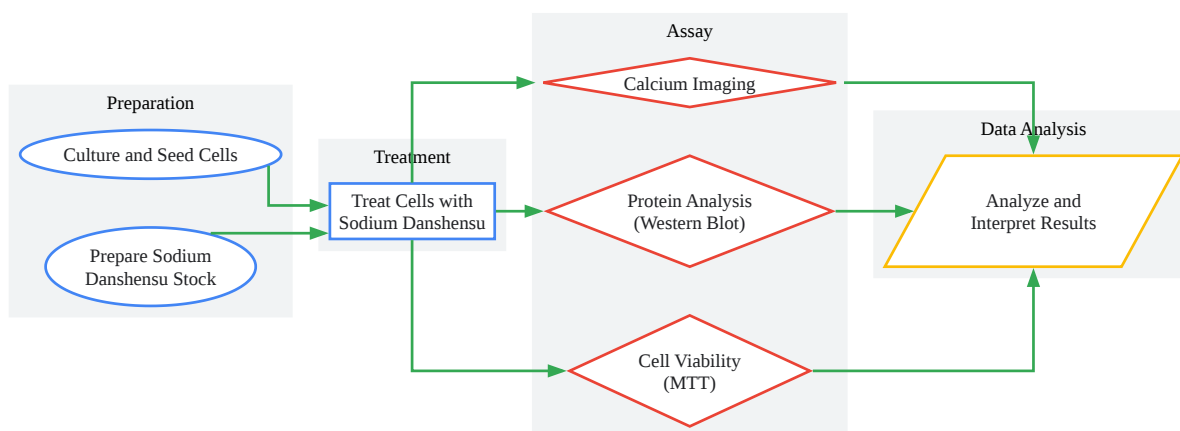 Preparation
Culture and Seed Cells
Prepare Sodium
Danshensu Stock
Treatment
Treat Cells with
Sodium Danshensu
Assay
Calcium Imaging
Protein Analysis
(Western Blot)
Cell Viability
(MTT)
Data Analysis
Analyze and
Interpret Results